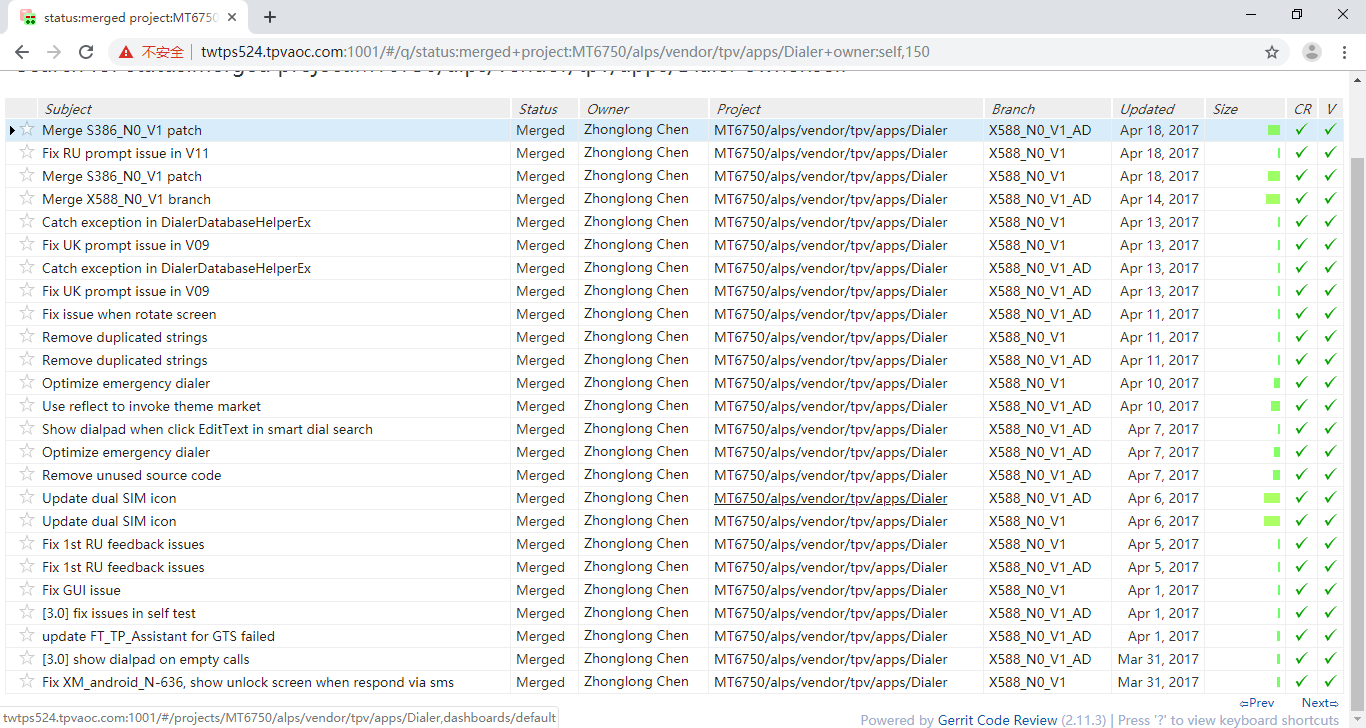 status:merged project:MT6750
不安全 twtps524.tpvaoc.com:1001/#/q/status:merged+project:MT6750/alps/vendor/tpv/apps/Dialer+owner:self,150
Search for status:merged project:MT6750/alps/vendor/tpv/apps/Dialer owner:self
Subject Status Owner Project Branch Updated Size CR V
Merge S386_N0_V1 patch Merged Zhonglong Chen MT6750/alps/vendor/tpv/apps/Dialer X588_N0_V1_AD Apr 18, 2017
Fix RU prompt issue in V11 Merged Zhonglong Chen MT6750/alps/vendor/tpv/apps/Dialer X588_N0_V1 Apr 18, 2017
Merge S386_N0_V1 patch Merged Zhonglong Chen MT6750/alps/vendor/tpv/apps/Dialer X588_N0_V1 Apr 18, 2017
Merge X588_N0_V1 branch Merged Zhonglong Chen MT6750/alps/vendor/tpv/apps/Dialer X588_N0_V1_AD Apr 14, 2017
Catch exception in DialerDatabaseHelperEx Merged Zhonglong Chen MT6750/alps/vendor/tpv/apps/Dialer X588_N0_V1 Apr 13, 2017
Fix UK prompt issue in V09 Merged Zhonglong Chen MT6750/alps/vendor/tpv/apps/Dialer X588_N0_V1 Apr 13, 2017
Catch exception in DialerDatabaseHelperEx Merged Zhonglong Chen MT6750/alps/vendor/tpv/apps/Dialer X588_N0_V1_AD Apr 13, 2017
Fix UK prompt issue in V09 Merged Zhonglong Chen MT6750/alps/vendor/tpv/apps/Dialer X588_N0_V1_AD Apr 13, 2017
Fix issue when rotate screen Merged Zhonglong Chen MT6750/alps/vendor/tpv/apps/Dialer X588_N0_V1_AD Apr 11, 2017
Remove duplicated strings Merged Zhonglong Chen MT6750/alps/vendor/tpv/apps/Dialer X588_N0_V1 Apr 11, 2017
Remove duplicated strings Merged Zhonglong Chen MT6750/alps/vendor/tpv/apps/Dialer X588_N0_V1_AD Apr 11, 2017
Optimize emergency dialer Merged Zhonglong Chen MT6750/alps/vendor/tpv/apps/Dialer X588_N0_V1 Apr 10, 2017
Use reflect to invoke theme market Merged Zhonglong Chen MT6750/alps/vendor/tpv/apps/Dialer X588_N0_V1_AD Apr 10, 2017
Show dialpad when click EditText in smart dial search Merged Zhonglong Chen MT6750/alps/vendor/tpv/apps/Dialer X588_N0_V1_AD Apr 7, 2017
Optimize emergency dialer Merged Zhonglong Chen MT6750/alps/vendor/tpv/apps/Dialer X588_N0_V1_AD Apr 7, 2017
Remove unused source code Merged Zhonglong Chen MT6750/alps/vendor/tpv/apps/Dialer X588_N0_V1_AD Apr 7, 2017
Update dual SIM icon Merged Zhonglong Chen MT6750/alps/vendor/tpv/apps/Dialer X588_N0_V1_AD Apr 6, 2017
Update dual SIM icon Merged Zhonglong Chen MT6750/alps/vendor/tpv/apps/Dialer X588_N0_V1 Apr 6, 2017
Fix 1st RU feedback issues Merged Zhonglong Chen MT6750/alps/vendor/tpv/apps/Dialer X588_N0_V1 Apr 5, 2017
Fix 1st RU feedback issues Merged Zhonglong Chen MT6750/alps/vendor/tpv/apps/Dialer X588_N0_V1_AD Apr 5, 2017
Fix GUI issue Merged Zhonglong Chen MT6750/alps/vendor/tpv/apps/Dialer X588_N0_V1 Apr 1, 2017
[3.0] fix issues in self test Merged Zhonglong Chen MT6750/alps/vendor/tpv/apps/Dialer X588_N0_V1_AD Apr 1, 2017
update FT_TP_Assistant for GTS failed Merged Zhonglong Chen MT6750/alps/vendor/tpv/apps/Dialer X588_N0_V1_AD Apr 1, 2017
[3.0] show dialpad on empty calls Merged Zhonglong Chen MT6750/alps/vendor/tpv/apps/Dialer X588_N0_V1_AD Mar 31, 2017
Fix XM_android_N-636, show unlock screen when respond via sms Merged Zhonglong Chen MT6750/alps/vendor/tpv/apps/Dialer X588_N0_V1 Mar 31, 2017
⇦Prev Next⇨
twtps524.tpvaoc.com:1001/#/projects/MT6750/alps/vendor/tpv/apps/Dialer,dashboards/default
Powered by Gerrit Code Review (2.11.3) | Press '?' to view keyboard shortcuts